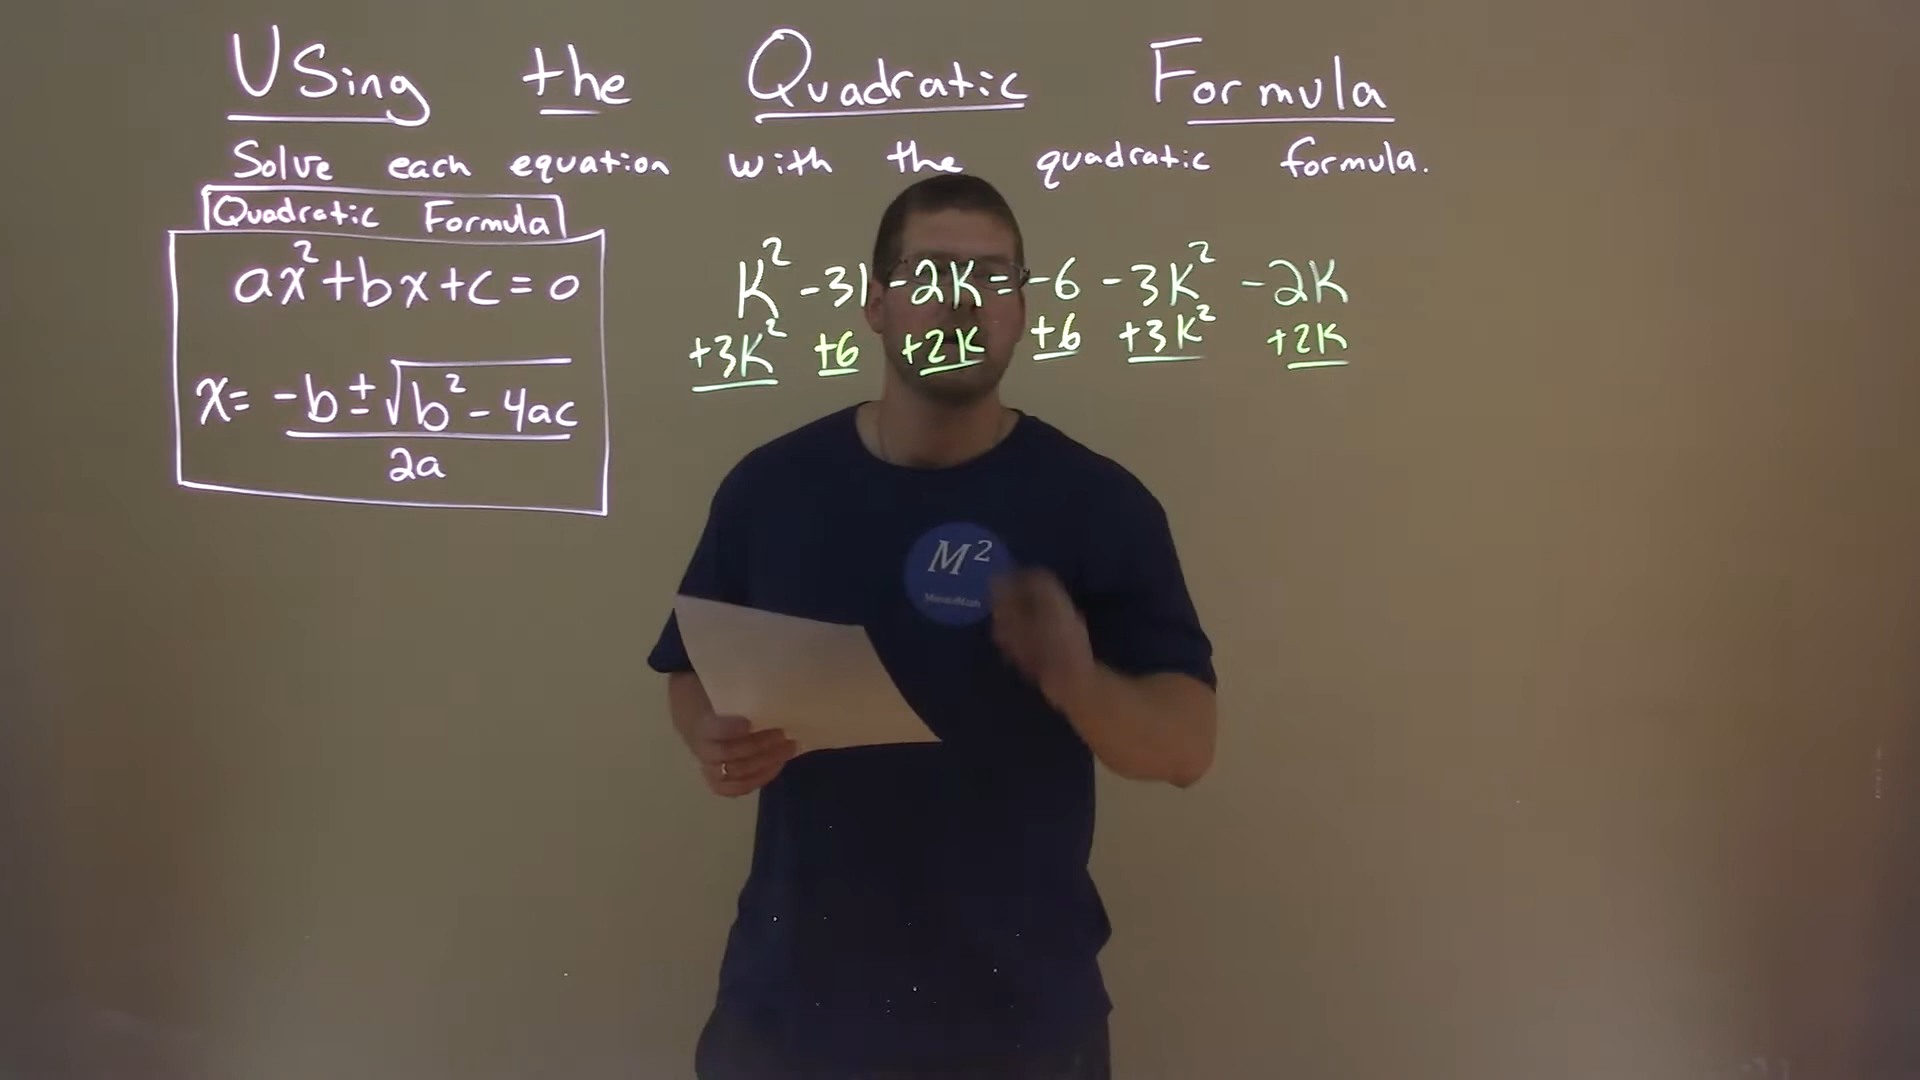 Using the Quadratic Formula
Solve each equation with the quadratic formula.
Quadratic Formula
ax²+bx+c=0
x= -b±√b²-4ac
2a
K²-31-2K=-6-3K²-2K
+3K² +6 +2K +6 +3K² +2K
M²